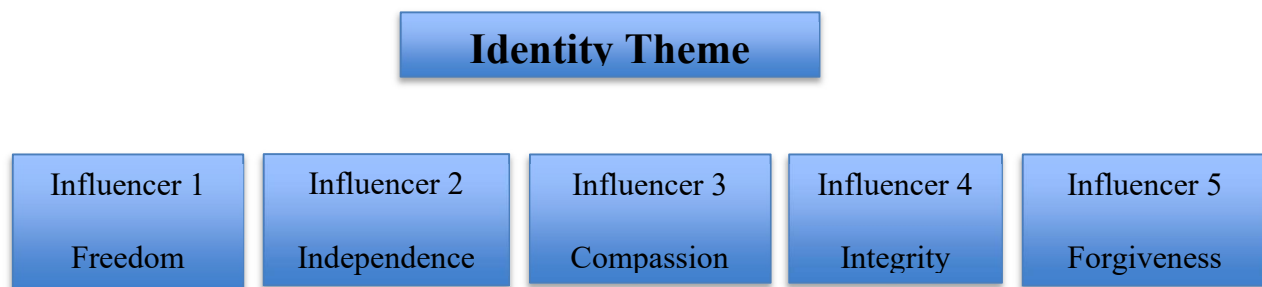 Identity Theme
Influencer 1
Freedom
Influencer 2
Independence
Influencer 3
Compassion
Influencer 4
Integrity
Influencer 5
Forgiveness